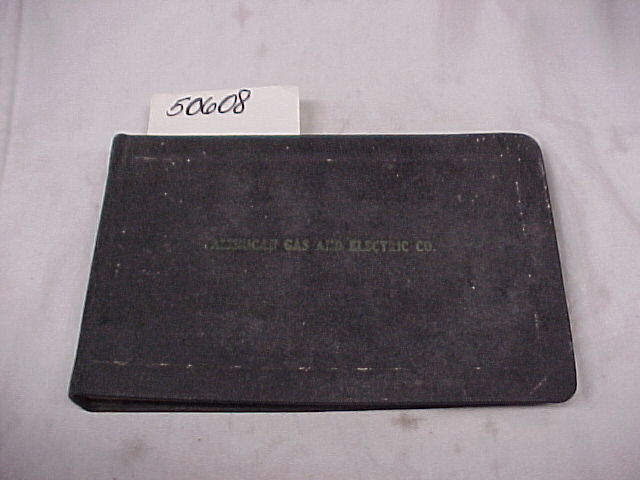 50608
AMERICAN GAS AND ELECTRIC CO.